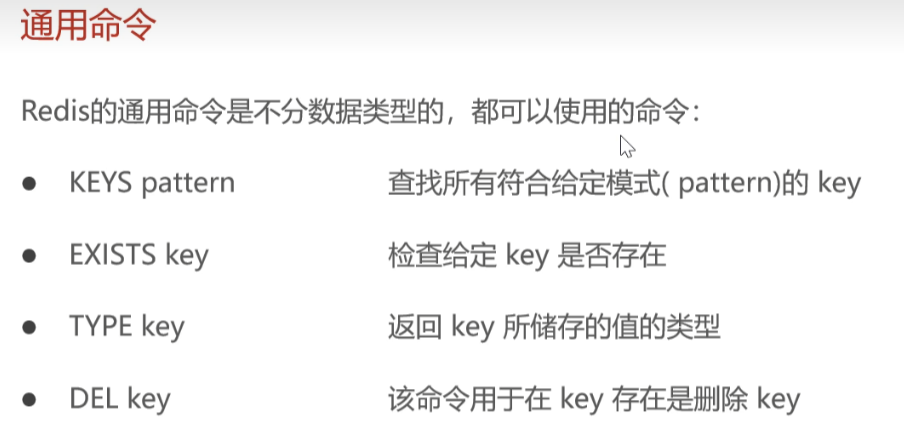 通用命令
Redis的通用命令是不分数据类型的，都可以使用的命令：
● KEYS pattern 查找所有符合给定模式( pattern)的 key
● EXISTS key 检查给定 key 是否存在
● TYPE key 返回 key 所储存的值的类型
● DEL key 该命令用于在 key 存在是删除 key